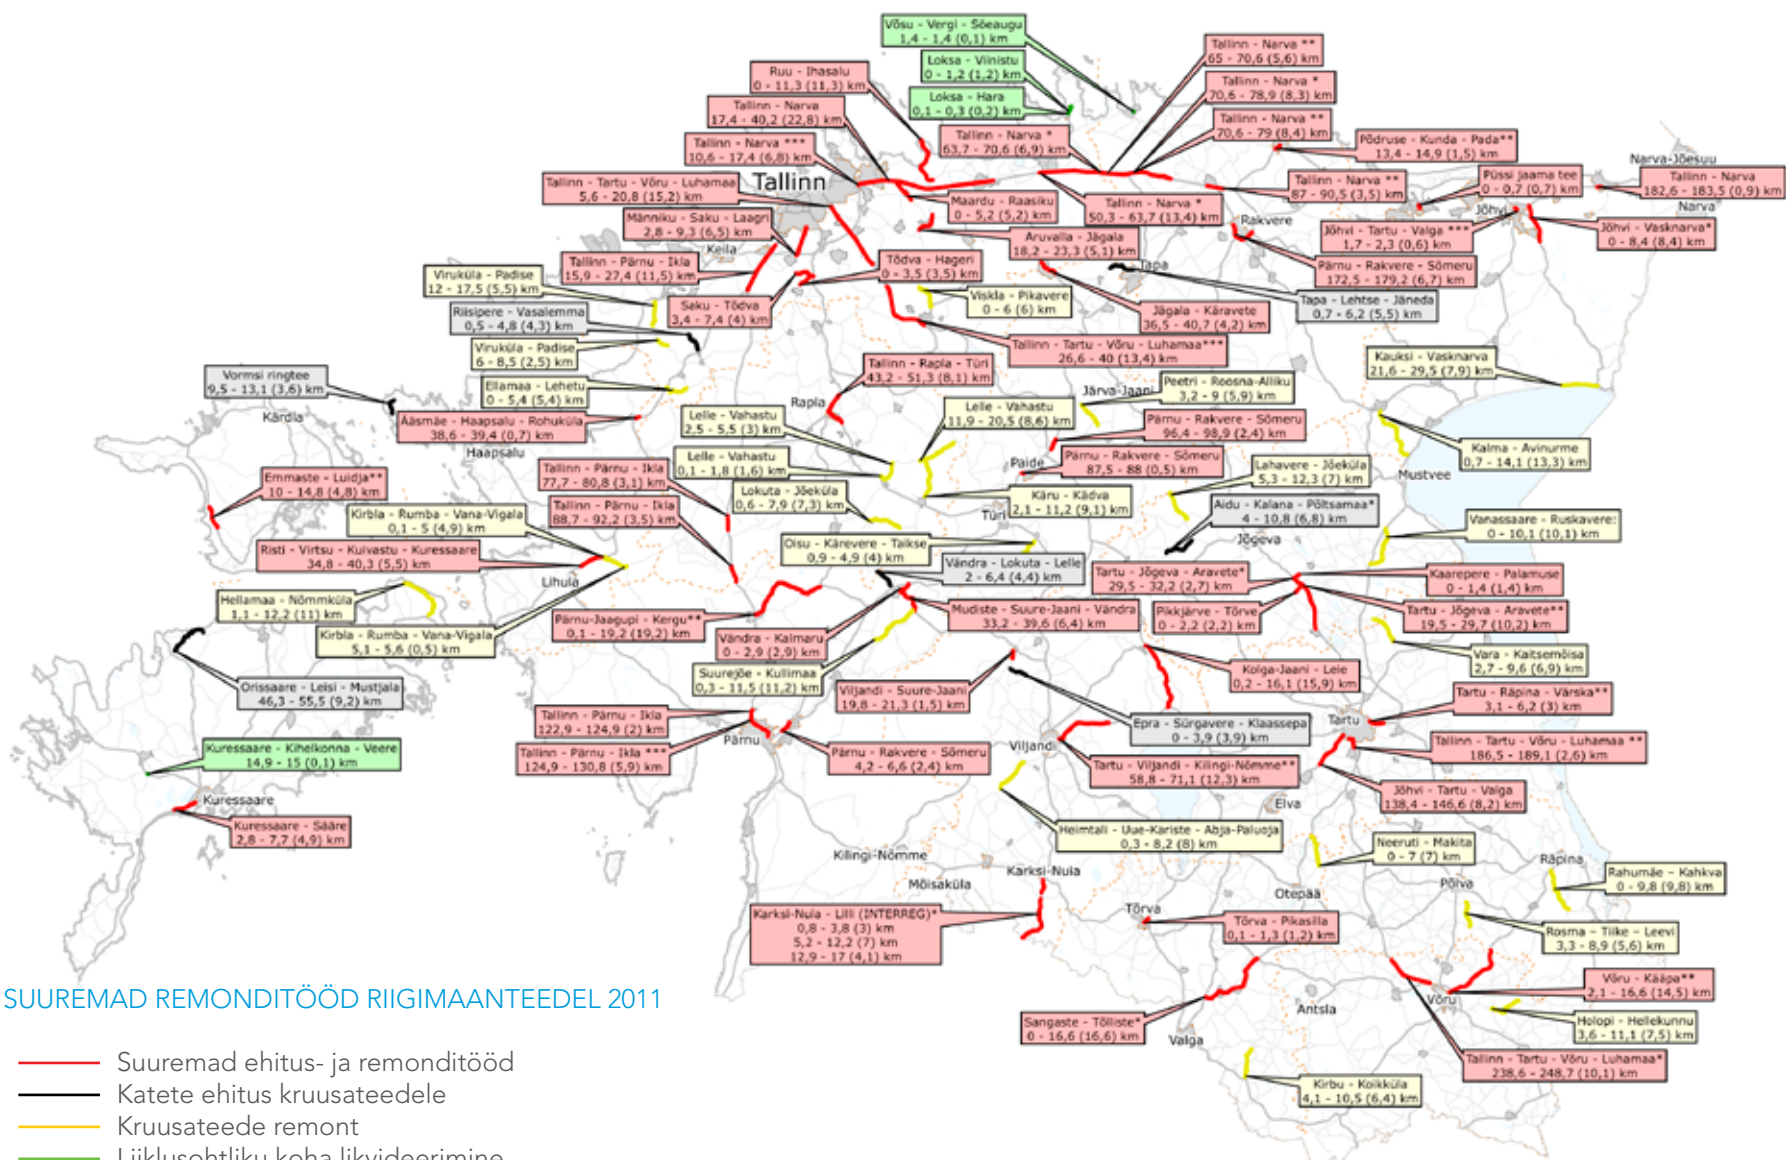 Võsu - Vergi - Sõeaugu
1,4 - 1,4 (0,1) km
Loksa - Viinistu
0 - 1,2 (1,2) km
Loksa - Hara
0,1 - 0,3 (0,2) km
Tallinn - Narva **
65 - 70,6 (5,6) km
Tallinn - Narva *
70,6 - 78,9 (8,3) km
Tallinn - Narva **
70,6 - 79 (8,4) km
Ruu - Ihasalu
0 - 11,3 (11,3) km
Tallinn - Narva
17,4 - 40,2 (22,8) km
Tallinn - Narva ***
10,6 - 17,4 (6,8) km
Tallinn - Narva *
63,7 - 70,6 (6,9) km
Põdruse - Kunda - Pada**
13,4 - 14,9 (1,5) km
Narva-Jõesuu
Tallinn - Narva
182,6 - 183,5 (0,9) km
Narva
Püssi jaama tee
0 - 0,7 (0,7) km
Tallinn - Narva **
87 - 90,5 (3,5) km
Tallinn
Tallinn - Tartu - Võru - Luhamaa
5,6 - 20,8 (15,2) km
Maardu - Raasiku
0 - 5,2 (5,2) km
Tallinn - Narva *
50,3 - 63,7 (13,4) km
Rakvere
Jõhvi
Männiku - Saku - Laagri
2,8 - 9,3 (6,5) km
Keila
Aruvalla - Jägala
18,2 - 23,3 (5,1) km
Jõhvi - Tartu - Valga ***
1,7 - 2,3 (0,6) km
Jõhvi - Vasknarva*
0 - 8,4 (8,4) km
Tallinn - Pärnu - Ikla
15,9 - 27,4 (11,5) km
Tõdva - Hageri
0 - 3,5 (3,5) km
Tapa
Pärnu - Rakvere - Sõmeru
172,5 - 179,2 (6,7) km
Viruküla - Padise
12 - 17,5 (5,5) km
Saku - Tõdva
3,4 - 7,4 (4) km
Viskla - Pikavere
0 - 6 (6) km
Jägala - Käravete
36,5 - 40,7 (4,2) km
Tapa - Lehtse - Jäneda
0,7 - 6,2 (5,5) km
Riisipere - Vasalemma
0,5 - 4,8 (4,3) km
Viruküla - Padise
6 - 8,5 (2,5) km
Tallinn - Tartu - Võru - Luhamaa***
26,6 - 40 (13,4) km
Kauksi - Vasknarva
21,6 - 29,5 (7,9) km
Vormsi ringtee
9,5 - 13,1 (3,6) km
Kärdla
Ellamaa - Lehetu
0 - 5,4 (5,4) km
Tallinn - Rapla - Türi
43,2 - 51,3 (8,1) km
Rapla
Järva-Jaani
Peetri - Roosna-Alliku
3,2 - 9 (5,9) km
Ääsmäe - Haapsalu - Rohuküla
38,6 - 39,4 (0,7) km
Haapsalu
Lelle - Vahastu
2,5 - 5,5 (3) km
Lelle - Vahastu
11,9 - 20,5 (8,6) km
Pärnu - Rakvere - Sõmeru
96,4 - 98,9 (2,4) km
Kalma - Avinurme
0,7 - 14,1 (13,3) km
Mustvee
Lelle - Vahastu
0,1 - 1,8 (1,6) km
Paide
Pärnu - Rakvere - Sõmeru
87,5 - 88 (0,5) km
Lahavere - Jõeküla
5,3 - 12,3 (7) km
Emmaste - Luidja**
10 - 14,8 (4,8) km
Tallinn - Pärnu - Ikla
77,7 - 80,8 (3,1) km
Lokuta - Jõeküla
0,6 - 7,9 (7,3) km
Käru - Kädva
2,1 - 11,2 (9,1) km
Türi
Aidu - Kalana - Põltsamaa*
4 - 10,8 (6,8) km
Jõgeva
Vanassaare - Ruskavere:
0 - 10,1 (10,1) km
Kirbla - Rumba - Vana-Vigala
0,1 - 5 (4,9) km
Tallinn - Pärnu - Ikla
88,7 - 92,2 (3,5) km
Risti - Virtsu - Kuivastu - Kuressaare
34,8 - 40,3 (5,5) km
Lihula
Oisu - Kärevere - Taikse
0,9 - 4,9 (4) km
Vändra - Lokuta - Lelle
2 - 6,4 (4,4) km
Tartu - Jõgeva - Aravete*
29,5 - 32,2 (2,7) km
Kaarepere - Palamuse
0 - 1,4 (1,4) km
Hellamaa - Nõmmküla
1,1 - 12,2 (11) km
Pärnu-Jaagupi - Kergu**
0,1 - 19,2 (19,2) km
Mudiste - Suure-Jaani - Vändra
33,2 - 39,6 (6,4) km
Pikkjärve - Tõrve
0 - 2,2 (2,2) km
Tartu - Jõgeva - Aravete**
19,5 - 29,7 (10,2) km
Kirbla - Rumba - Vana-Vigala
5,1 - 5,6 (0,5) km
Vändra - Kalmaru
0 - 2,9 (2,9) km
Vara - Kaitsemõisa
2,7 - 9,6 (6,9) km
Orissaare - Leisi - Mustjala
46,3 - 55,5 (9,2) km
Suurejõe - Kullimaa
0,3 - 11,5 (11,2) km
Viljandi - Suure-Jaani
19,8 - 21,3 (1,5) km
Kolga-Jaani - Leie
0,2 - 16,1 (15,9) km
Tartu - Räpina - Värska**
3,1 - 6,2 (3) km
Tallinn - Pärnu - Ikla
122,9 - 124,9 (2) km
Epra - Sürgavere - Klaassepa
0 - 3,9 (3,9) km
Tartu
Kuressaare - Kihelkonna - Veere
14,9 - 15 (0,1) km
Tallinn - Pärnu - Ikla ***
124,9 - 130,8 (5,9) km
Pärnu
Pärnu - Rakvere - Sõmeru
4,2 - 6,6 (2,4) km
Viljandi
Tartu - Viljandi - Kilingi-Nõmme**
58,8 - 71,1 (12,3) km
Tallinn - Tartu - Võru - Luhamaa **
186,5 - 189,1 (2,6) km
Kuressaare
Jõhvi - Tartu - Valga
138,4 - 146,6 (8,2) km
Elva
Kuressaare - Sääre
2,8 - 7,7 (4,9) km
Heimtali - Uue-Kariste - Abja-Paluoja
0,3 - 8,2 (8) km
Neeruti - Makita
0 - 7 (7) km
Kilingi-Nõmme
Mõisaküla
Karksi-Nuia
Otepää
Räpina
Põlva
Rahumäe - Kahkva
0 - 9,8 (9,8) km
Karksi-Nuia - Lilli (INTERREG)*
0,8 - 3,8 (3) km
5,2 - 12,2 (7) km
12,9 - 17 (4,1) km
Tõrva
Tõrva - Pikasilla
0,1 - 1,3 (1,2) km
Rosma - Tiike - Leevi
3,3 - 8,9 (5,6) km
Võru - Kääpa**
2,1 - 16,6 (14,5) km
Võru
Antsla
Sangaste - Tõlliste*
0 - 16,6 (16,6) km
Valga
Holopi - Hellekunnu
3,6 - 11,1 (7,5) km
Tallinn - Tartu - Võru - Luhamaa*
238,6 - 248,7 (10,1) km
Kirbu - Koikküla
4,1 - 10,5 (6,4) km
SUUREMAD REMONDITÖÖD RIIGIMAANTEEDEL 2011
Suuremad ehitus- ja remonditööd
Katete ehitus kruusateedele
Kruusateede remont
Liiklusohtliku koha likvideerimine